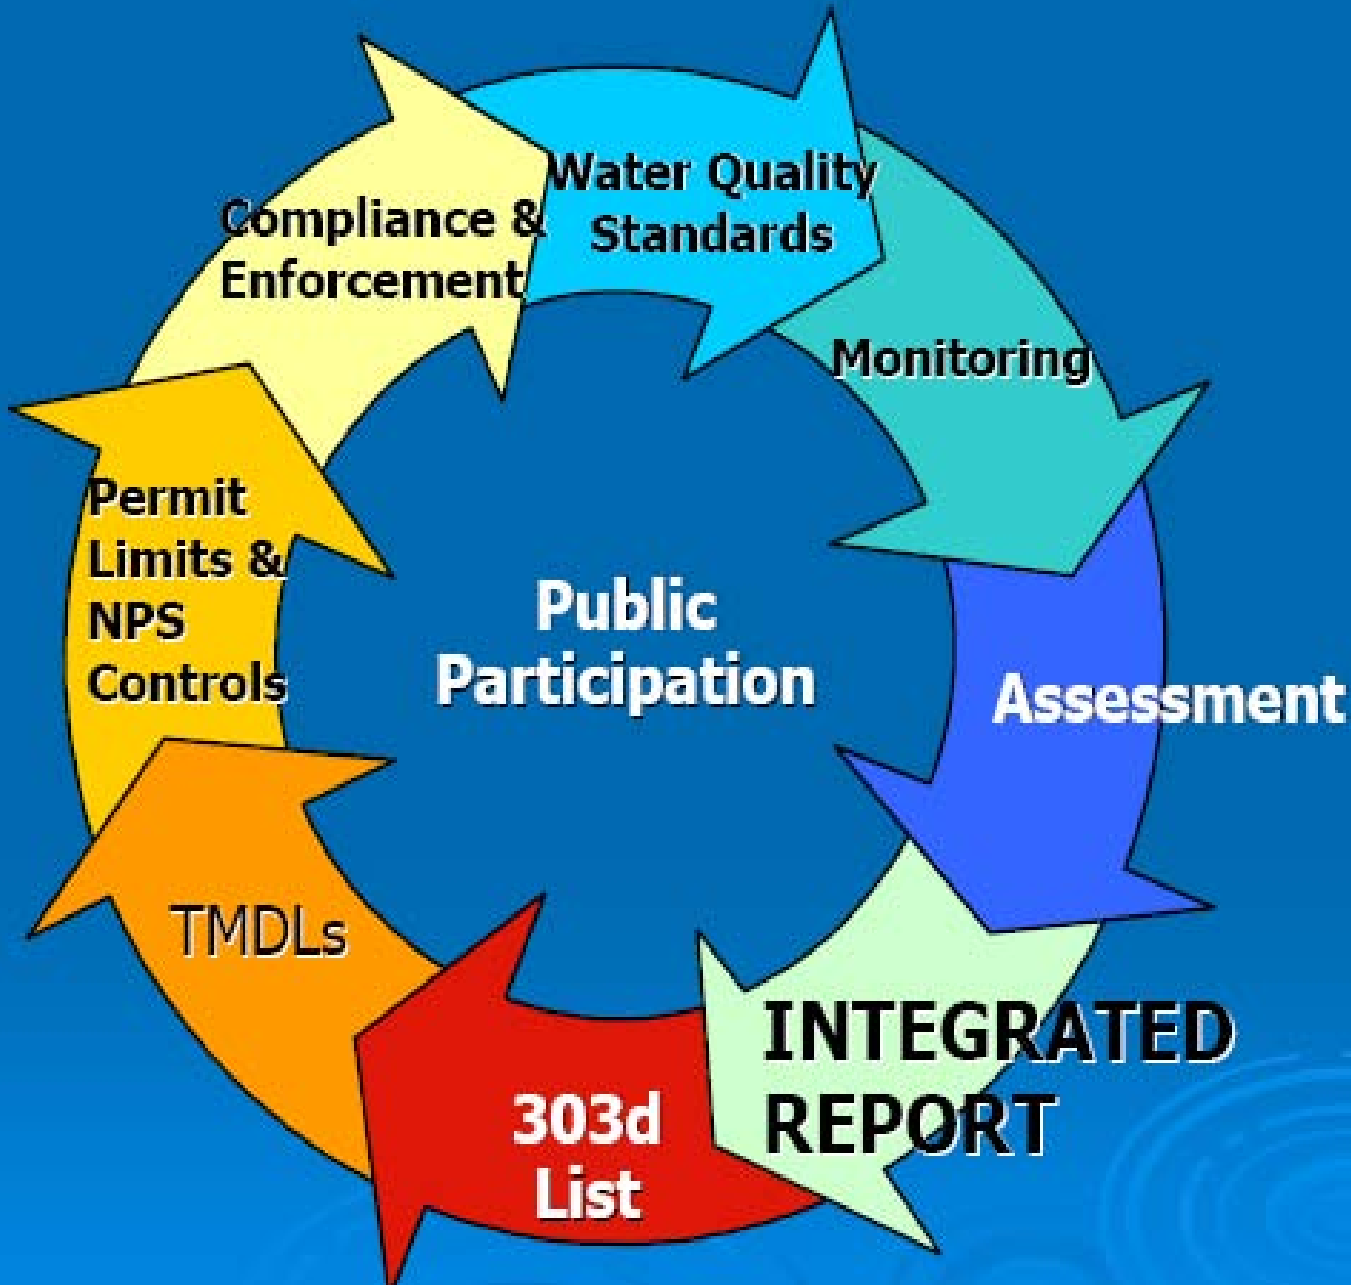 Water Quality
Standards
Monitoring
Assessment
INTEGRATED
REPORT
303d
List
TMDLs
Permit
Limits &
NPS
Controls
Compliance &
Enforcement
Public
Participation